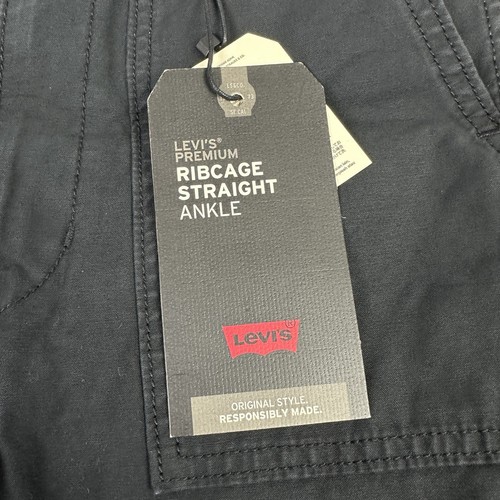 LEVI'S®
PREMIUM
RIBCAGE
STRAIGHT
ANKLE
Levi's®
ORIGINAL STYLE.
RESPONSIBLY MADE.